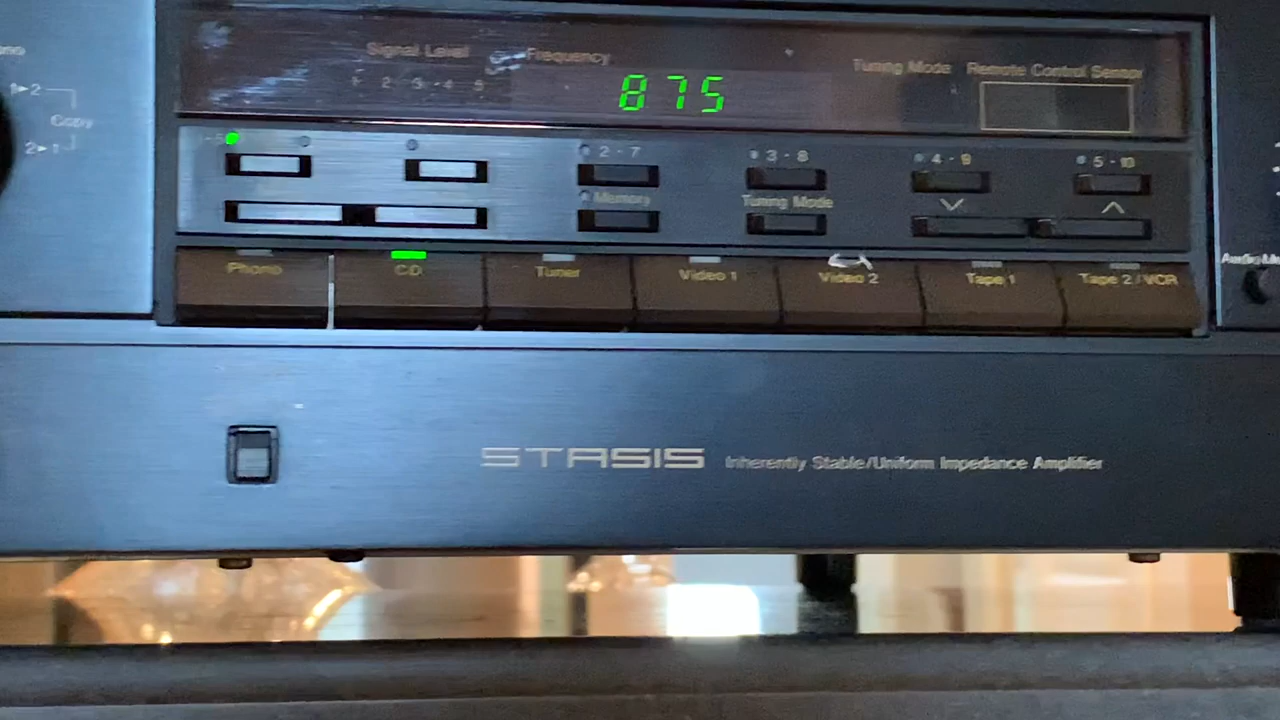 Signal Level
Frequency
Tuning Mode
Remote Control Sensor
1 2 3 4 5
875
1▸2
Copy
2▸1
2 - 7
3 - 8
4 - 9
5 - 10
Memory
Tuning Mode
Phono
CD
Tuner
Video 1
Video 2
Tape 1
Tape 2 / VCR
STASIS Inherently Stable/Uniform Impedance Amplifier